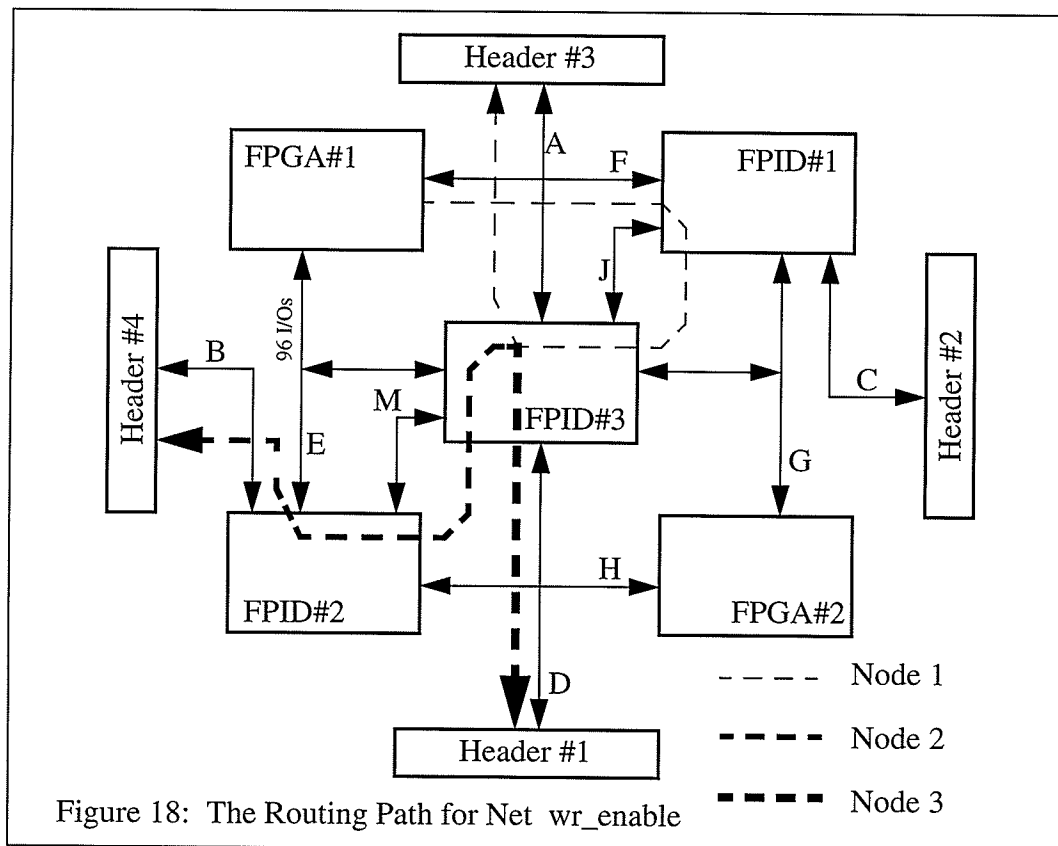 Header #3
FPGA#1
A
F
FPID#1
J
96 I/Os
Header #4
B
Header #2
C
M
FPID#3
E
G
H
FPID#2
FPGA#2
D
Node 1
Header #1
Node 2
Node 3
Figure 18: The Routing Path for Net wr_enable